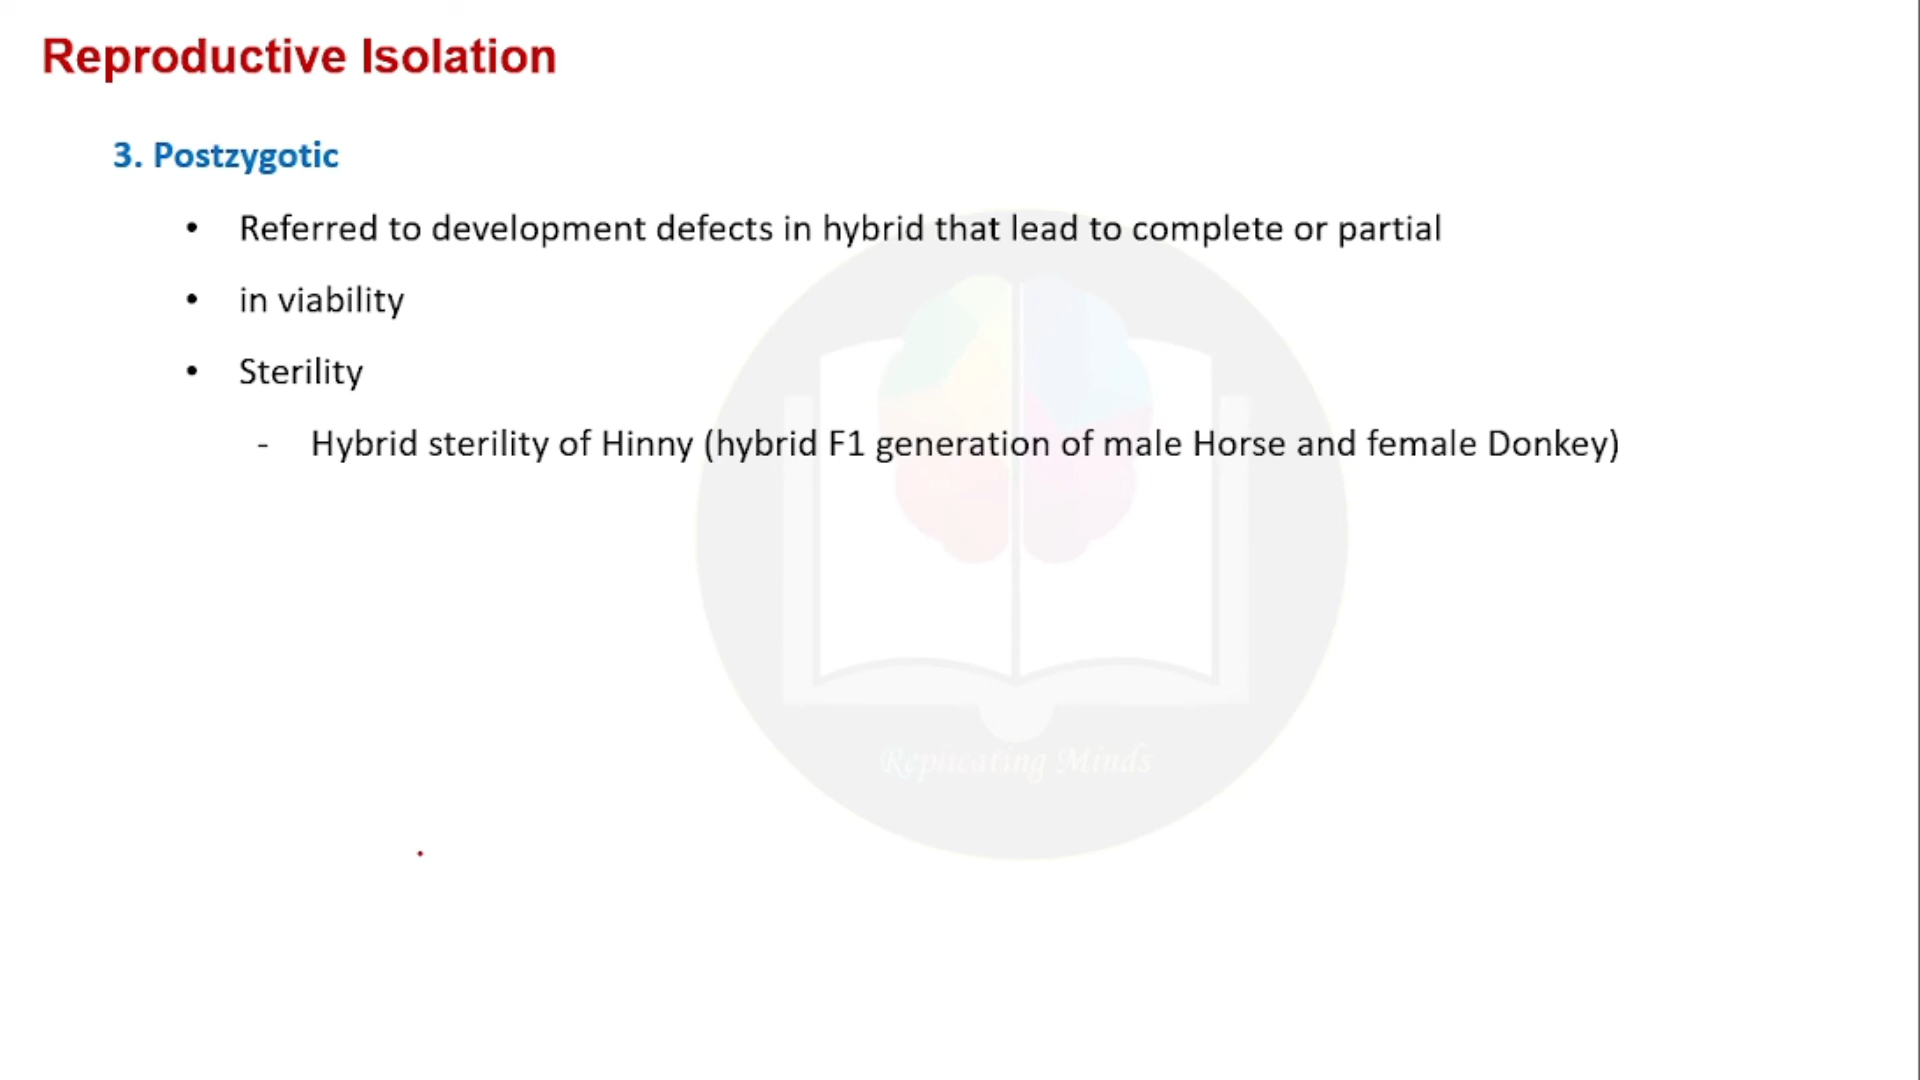 Reproductive Isolation
3. Postzygotic
• Referred to development defects in hybrid that lead to complete or partial
• in viability
• Sterility
- Hybrid sterility of Hinny (hybrid F1 generation of male Horse and female Donkey)
Replicating Minds